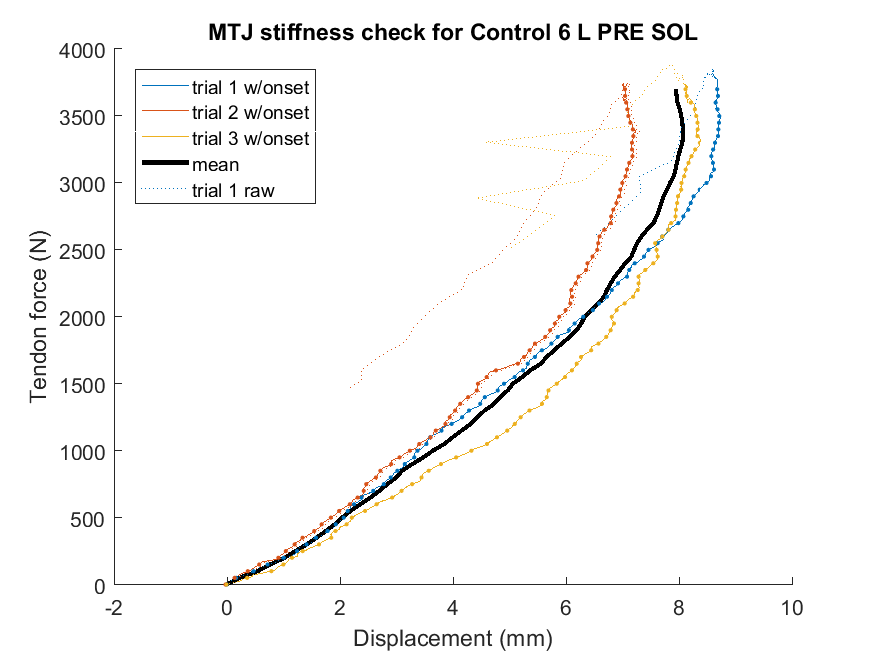 MTJ stiffness check for Control 6 L PRE SOL
4000
3500
3000
2500
2000
1500
1000
500
0
Tendon force (N)
trial 1 w/onset
trial 2 w/onset
trial 3 w/onset
mean
trial 1 raw
-2 0 2 4 6 8 10
Displacement (mm)